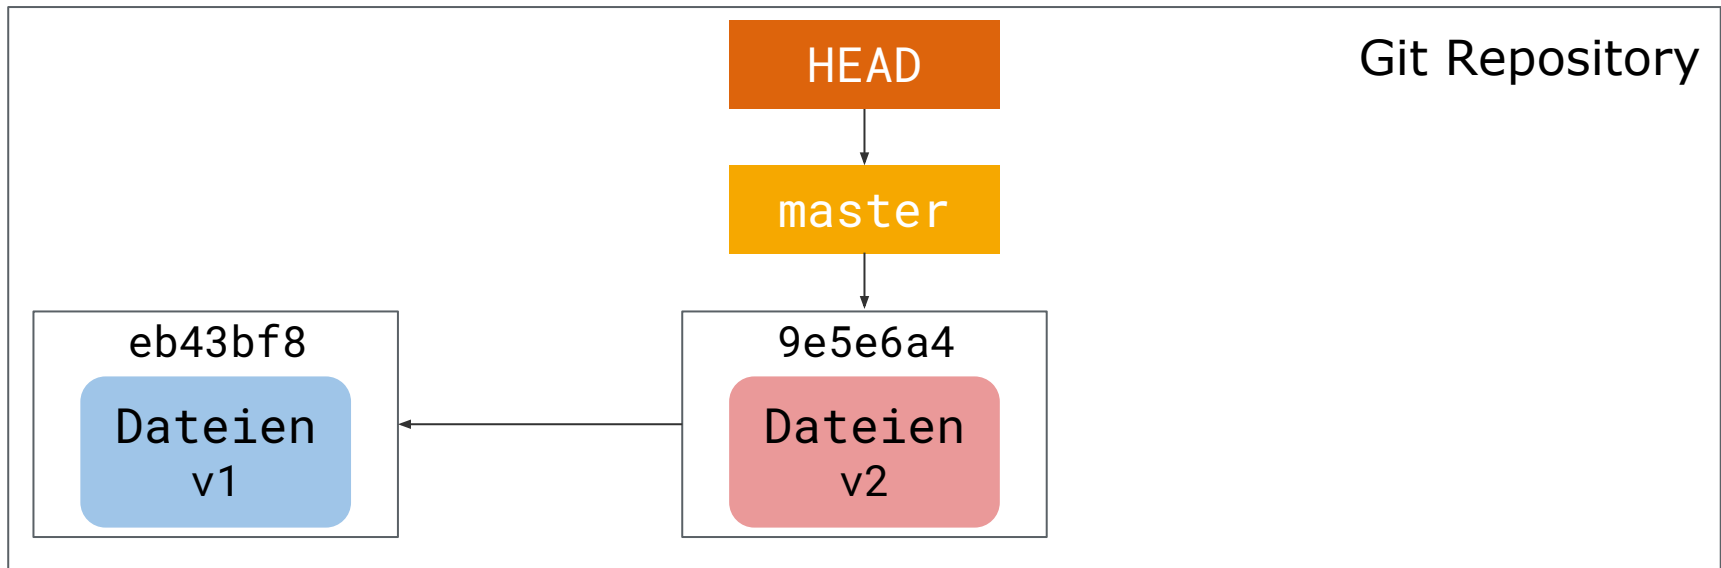 HEAD
Git Repository
master
eb43bf8
9e5e6a4
Dateien
v1
Dateien
v2